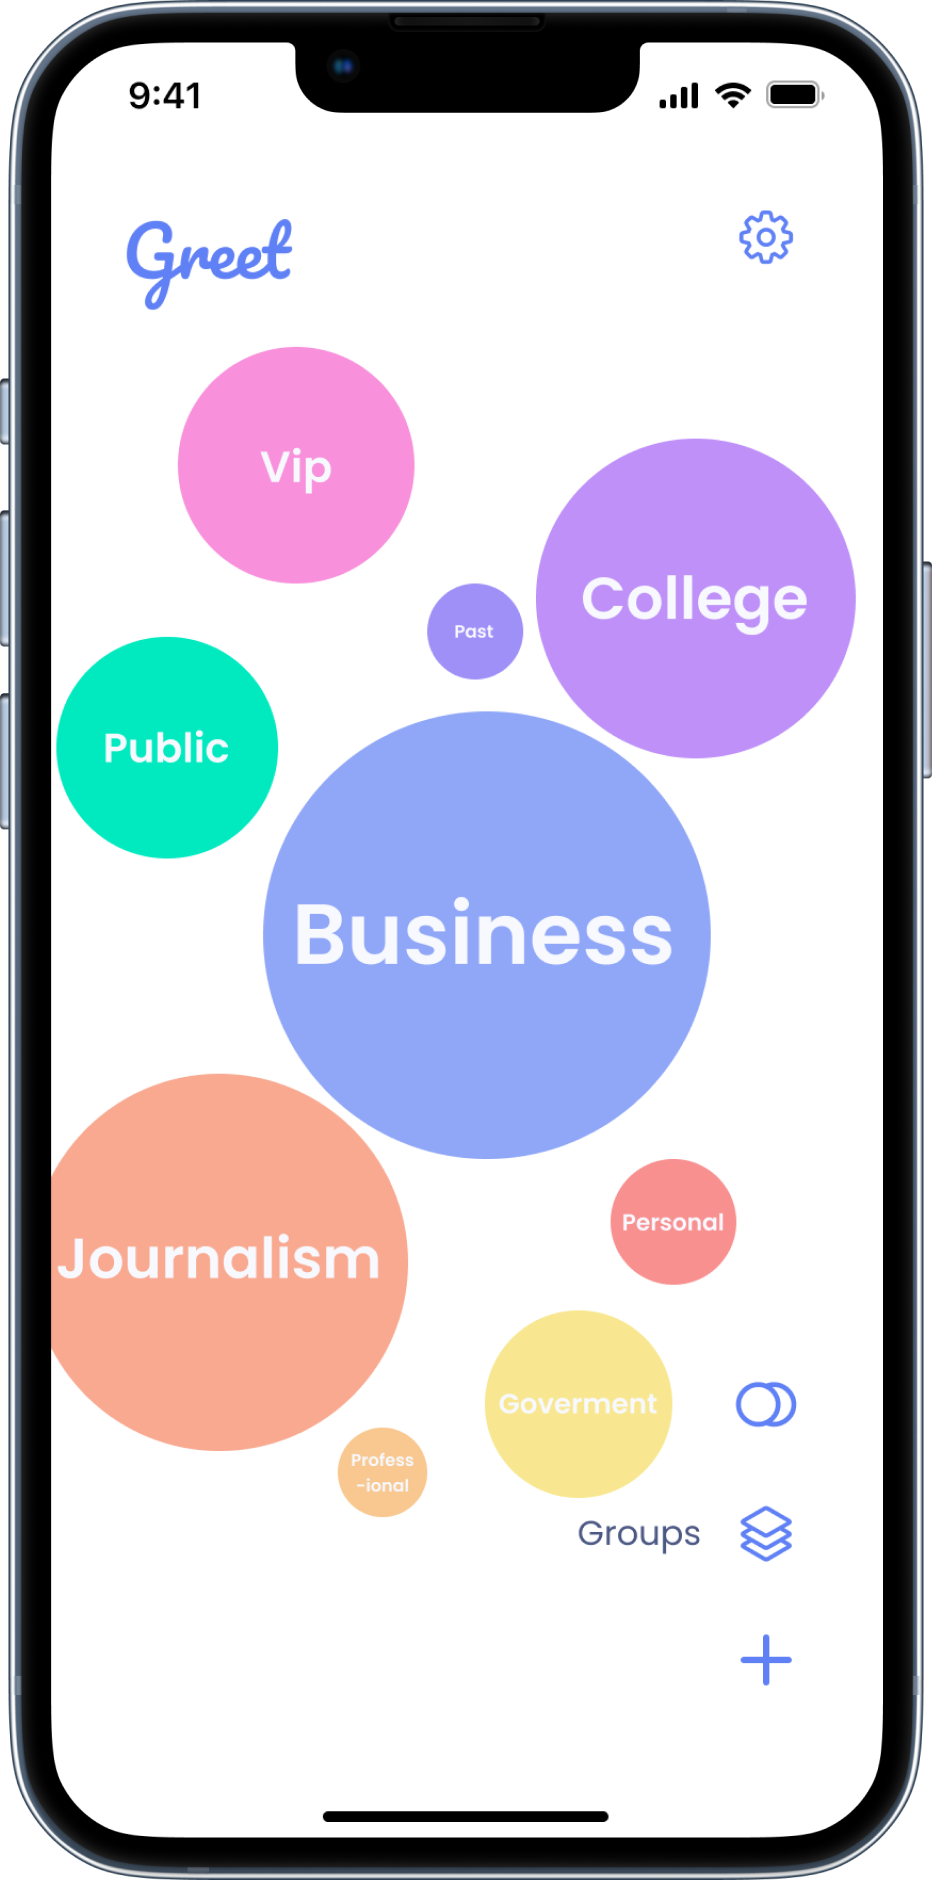 9:41
Greet
Vip
College
Past
Public
Business
Journalism
Personal
Goverment
Profess
-ional
Groups